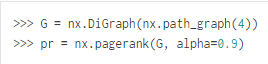 >>> G = nx.DiGraph(nx.path_graph(4))
>>> pr = nx.pagerank(G, alpha=0.9)